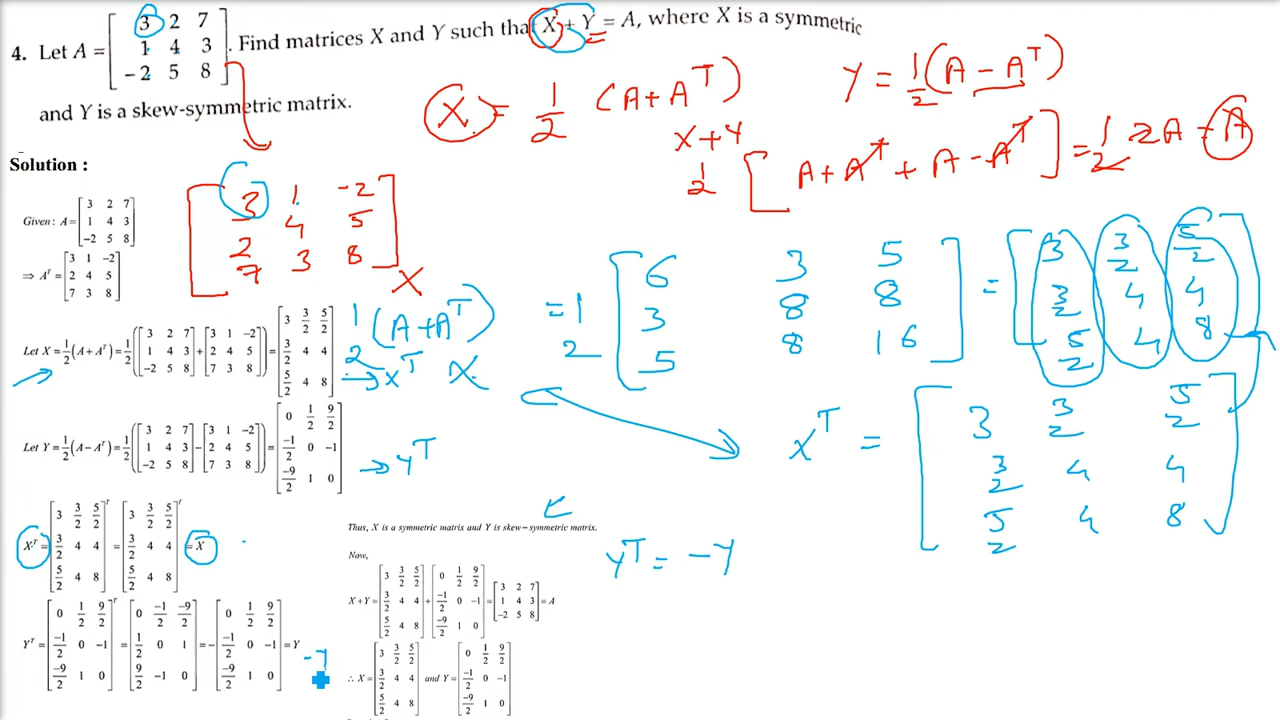 4. Let A = [ 3 2 7 ; 1 4 3 ; −2 5 8 ]. Find matrices X and Y such that X + Y = A, where X is a symmetric
and Y is a skew-symmetric matrix.
X = 1/2 (A + A^T)
Y = 1/2 (A − A^T)
X + Y
1/2 [ A + A^T + A − A^T ] = 1/2 2A = A
Solution :
[ 3 1 -2 ; 2 4 5 ; 7 3 8 ]
X
Given : A = [ 3 2 7 ; 1 4 3 ; −2 5 8 ]
⇒ A^T = [ 3 1 −2 ; 2 4 5 ; 7 3 8 ]
Let X = 1/2 (A + A^T) = 1/2 ( [ 3 2 7 ; 1 4 3 ; −2 5 8 ] + [ 3 1 −2 ; 2 4 5 ; 7 3 8 ] ) = [ 3 3/2 5/2 ; 3/2 4 4 ; 5/2 4 8 ]
→ X^T X
1/2 (A + A^T)
= 1/2 [ 6 3 5 ; 3 8 8 ; 5 8 16 ] = [ 3 3/2 5/2 ; 3/2 4 4 ; 5/2 4 8 ]
X^T = [ 3 3/2 5/2 ; 3/2 4 4 ; 5/2 4 8 ]
Let Y = 1/2 (A − A^T) = 1/2 ( [ 3 2 7 ; 1 4 3 ; −2 5 8 ] − [ 3 1 −2 ; 2 4 5 ; 7 3 8 ] ) = [ 0 1/2 9/2 ; −1/2 0 −1 ; −9/2 1 0 ]
→ Y^T
X^T = [ 3 3/2 5/2 ; 3/2 4 4 ; 5/2 4 8 ]^T = [ 3 3/2 5/2 ; 3/2 4 4 ; 5/2 4 8 ]^T = X
Y^T = [ 0 1/2 9/2 ; −1/2 0 −1 ; −9/2 1 0 ]^T = [ 0 −1/2 −9/2 ; 1/2 0 1 ; 9/2 −1 0 ] = − [ 0 1/2 9/2 ; −1/2 0 −1 ; −9/2 1 0 ] = Y
-Y
Thus, X is a symmetric matrix and Y is skew−symmetric matrix.
Y^T = -Y
Now,
X + Y = [ 3 3/2 5/2 ; 3/2 4 4 ; 5/2 4 8 ] + [ 0 1/2 9/2 ; −1/2 0 −1 ; −9/2 1 0 ] = [ 3 2 7 ; 1 4 3 ; −2 5 8 ] = A
∴ X = [ 3 3/2 5/2 ; 3/2 4 4 ; 5/2 4 8 ] and Y = [ 0 1/2 9/2 ; −1/2 0 −1 ; −9/2 1 0 ]